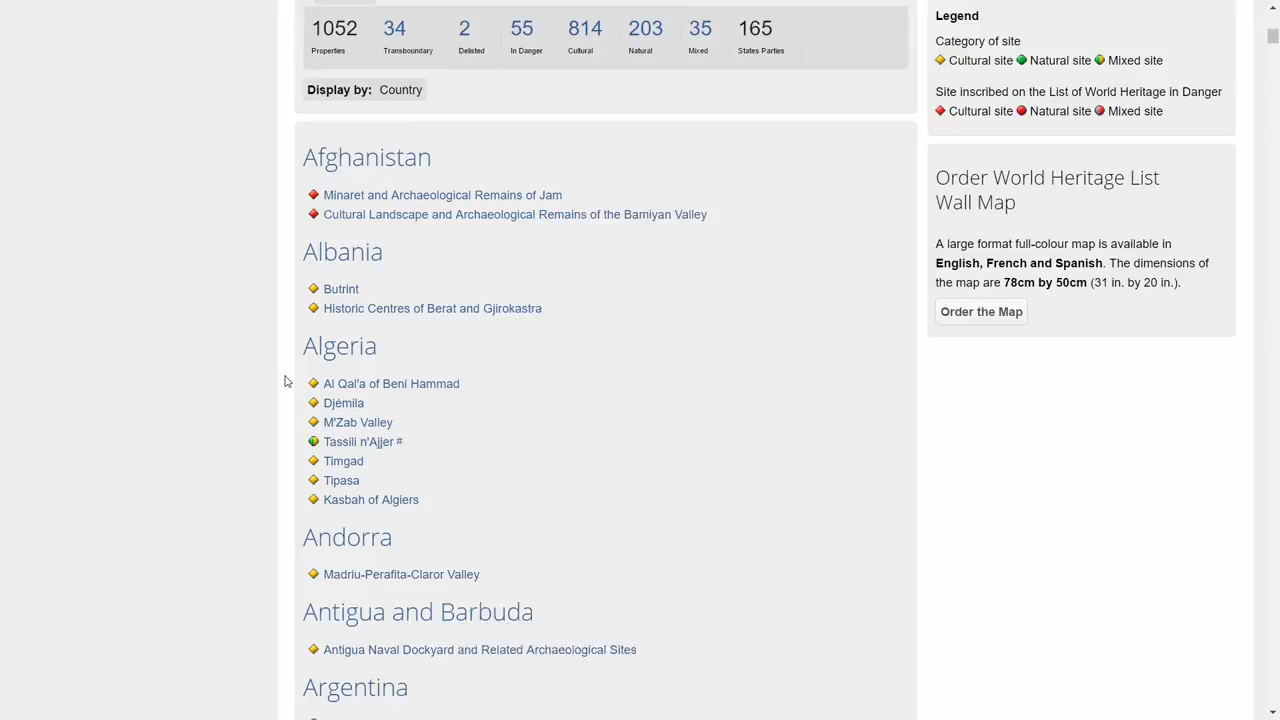 1052 34 2 55 814 203 35 165
Properties Transboundary Delisted In Danger Cultural Natural Mixed States Parties
Display by: Country
Afghanistan
Minaret and Archaeological Remains of Jam
Cultural Landscape and Archaeological Remains of the Bamiyan Valley
Albania
Butrint
Historic Centres of Berat and Gjirokastra
Algeria
Al Qal'a of Beni Hammad
Djémila
M'Zab Valley
Tassili n'Ajjer #
Timgad
Tipasa
Kasbah of Algiers
Andorra
Madriu-Perafita-Claror Valley
Antigua and Barbuda
Antigua Naval Dockyard and Related Archaeological Sites
Argentina
Legend
Category of site
Cultural site Natural site Mixed site
Site inscribed on the List of World Heritage in Danger
Cultural site Natural site Mixed site
Order World Heritage List
Wall Map
A large format full-colour map is available in
English, French and Spanish. The dimensions of
the map are 78cm by 50cm (31 in. by 20 in.).
Order the Map